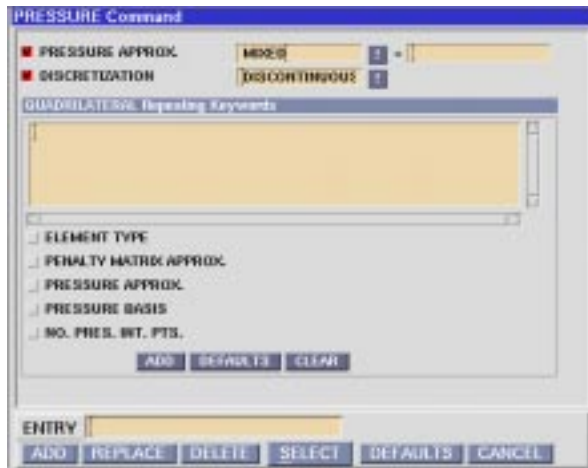 PRESSURE Command
PRESSURE APPROX. MIXED ! =
DISCRETIZATION DISCONTINUOUS !
QUADRILATERAL Repeating Keywords
ELEMENT TYPE
PENALTY MATRIX APPROX.
PRESSURE APPROX.
PRESSURE BASIS
NO. PRES. INT. PTS.
ADD DEFAULTS CLEAR
ENTRY
ADD REPLACE DELETE SELECT DEFAULTS CANCEL